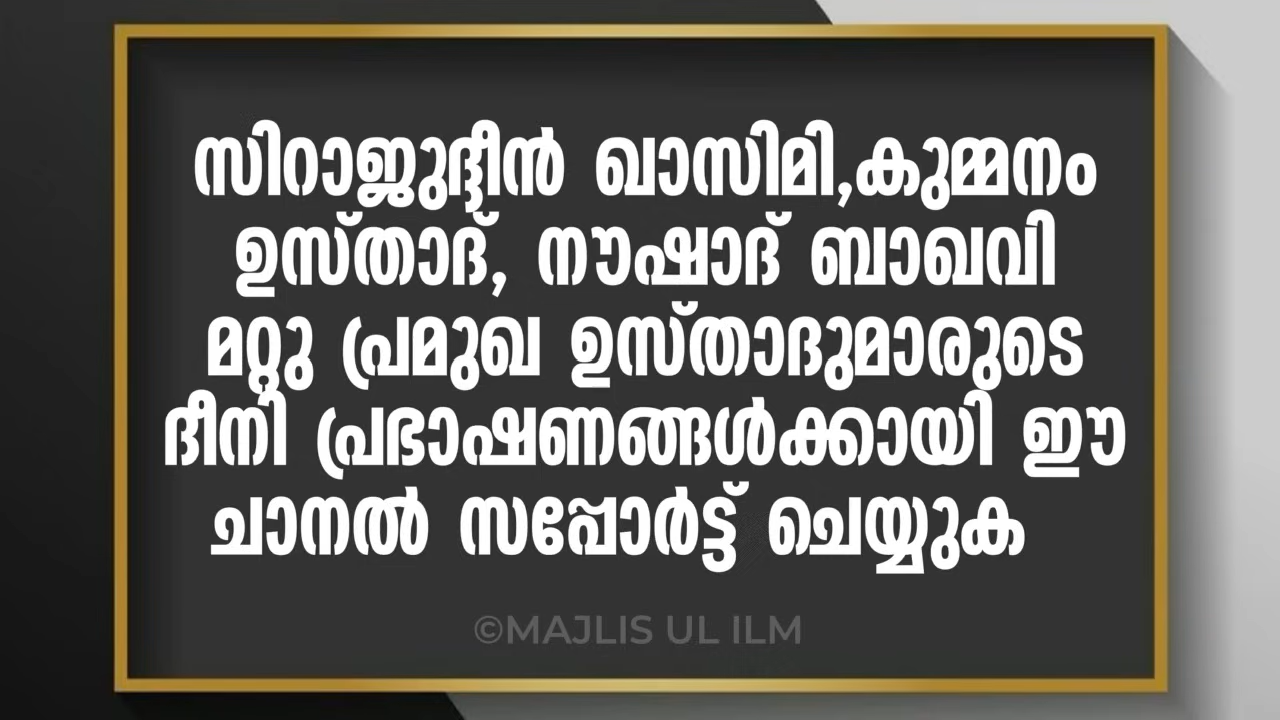 സിറാജുദ്ദീൻ ഖാസിമി,കുമ്മനം
ഉസ്താദ്, നൗഷാദ് ബാഖവി
മറ്റു പ്രമുഖ ഉസ്താദുമാരുടെ
ദീനി പ്രഭാഷണങ്ങൾക്കായി ഈ
ചാനൽ സപ്പോർട്ട് ചെയ്യുക
©MAJLIS UL ILM